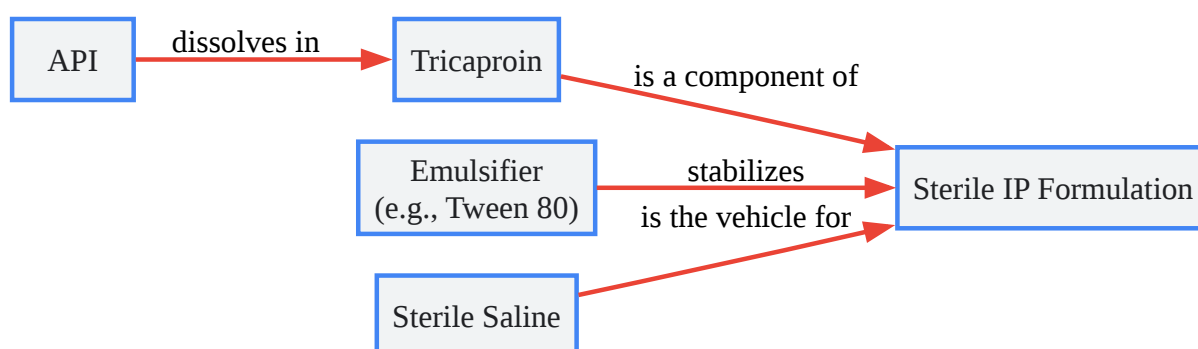 API
dissolves in
Tricaproin
is a component of
Emulsifier
(e.g., Tween 80)
stabilizes
Sterile IP Formulation
is the vehicle for
Sterile Saline